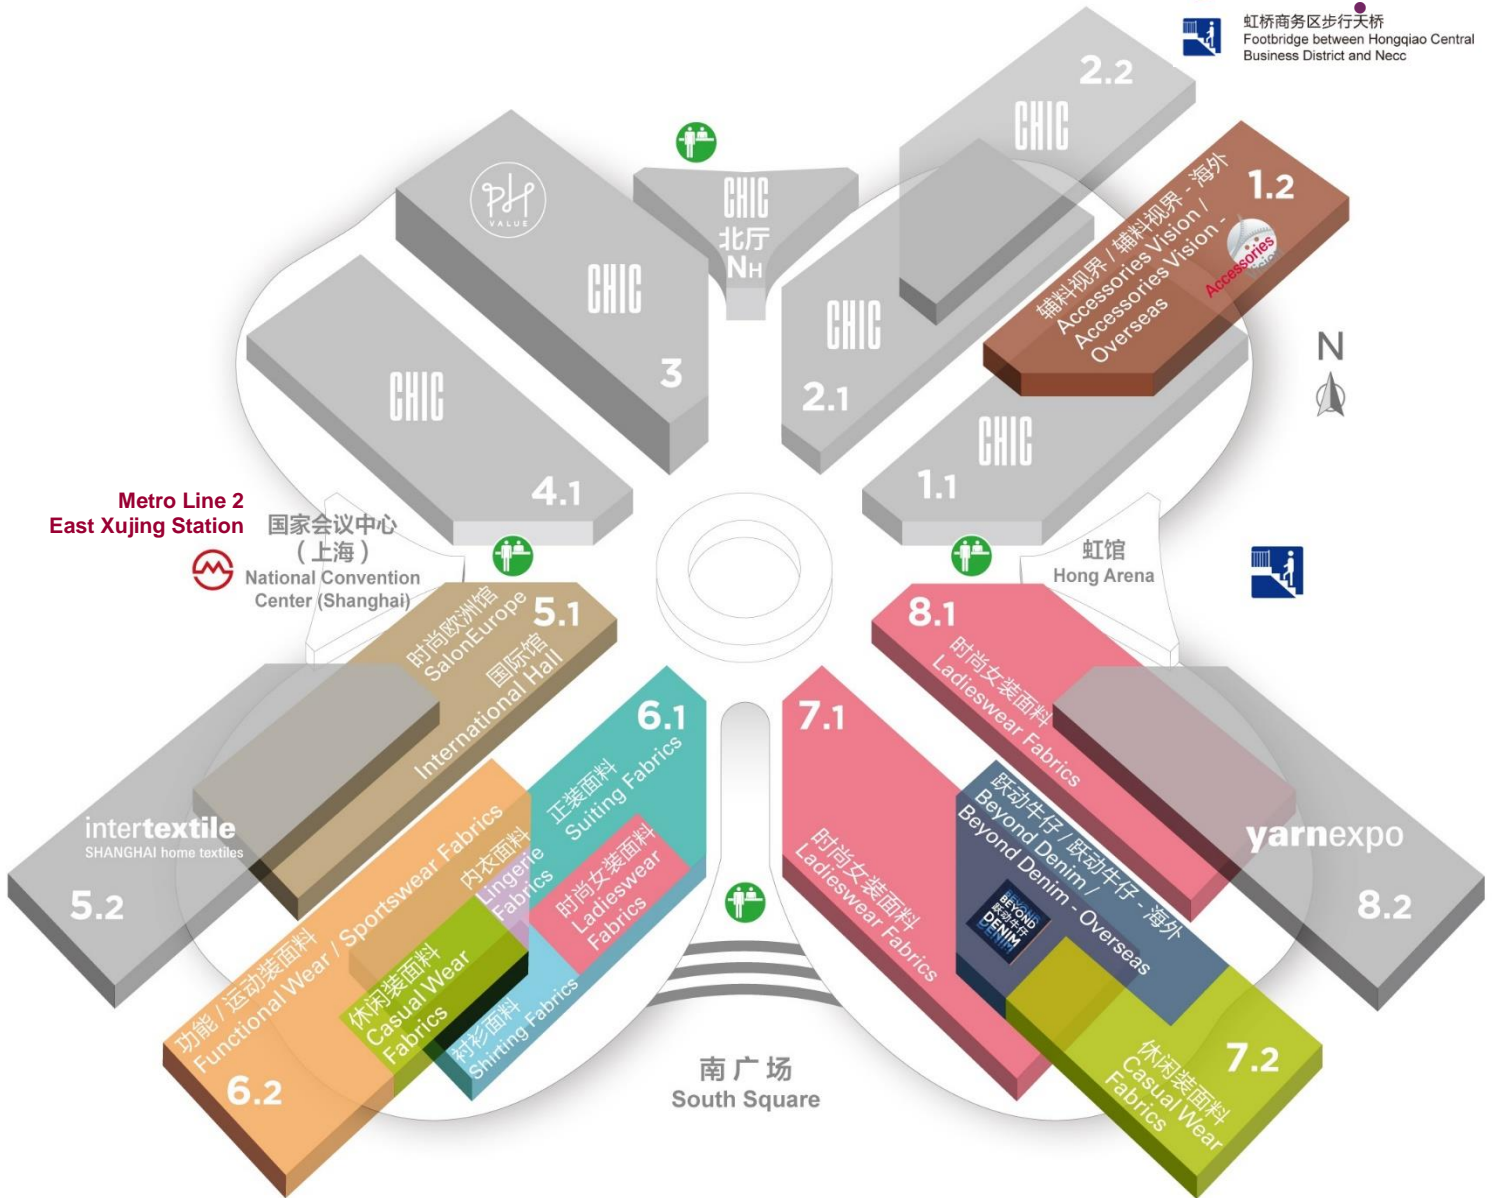 虹桥商务区步行天桥
Footbridge between Hongqiao Central
Business District and Necc
2.2
CHIC
PH
VALUE
CHIC
3
CHIC
北厅
NH
CHIC
2.1
1.2
辅料视界 / 辅料视界 - 海外
Accessories Vision /
Accessories Vision -
Overseas
Accessories
N
CHIC
4.1
CHIC
1.1
Metro Line 2
East Xujing Station
国家会议中心
（上海）
National Convention
Center (Shanghai)
虹馆
Hong Arena
5.1
时尚欧洲馆
SalonEurope
国际馆
International Hall
8.1
时尚女装面料
Ladieswear Fabrics
intertextile
SHANGHAI home textiles
5.2
6.1
正装面料
Suiting Fabrics
内衣面料
Lingerie
Fabrics
时尚女装面料
Ladieswear
Fabrics
衬衫面料
Shirting Fabrics
功能 / 运动装面料
Functional Wear / Sportswear Fabrics
休闲装面料
Casual Wear
Fabrics
6.2
7.1
时尚女装面料
Ladieswear Fabrics
跃动牛仔 / 跃动牛仔 - 海外
Beyond Denim /
Beyond Denim - Overseas
BEYOND
跃动牛仔
DENIM
休闲装面料
Casual Wear
Fabrics
7.2
yarnexpo
8.2
南广场
South Square